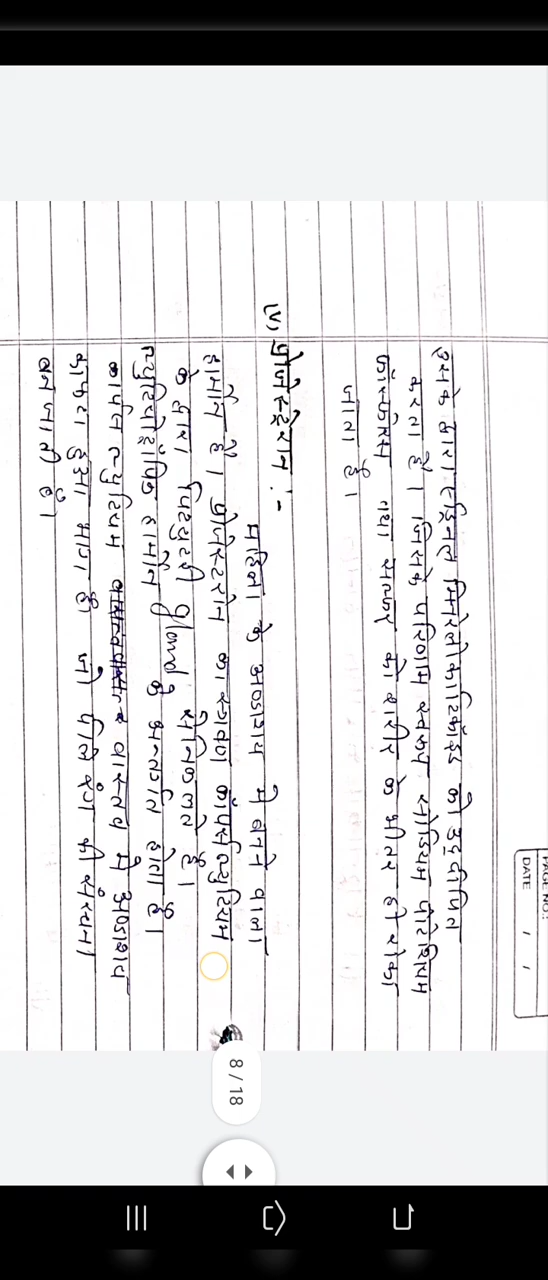 PAGE NO.:
DATE / /
इसके द्वारा एड्रिनल मिनरेलोकार्टिकॉइड को उद्दीपित
करता है। जिसके परिणाम स्वरूप सोडियम पोटेशियम
फॉस्फोरस तथा सल्फर को शरीर के भीतर ही रोका
जाता है।
(V) प्रोजेस्ट्रेरान :-
महिला के अण्डाशय में बनने वाला
हार्मोन है। प्रोजेस्टरोन का स्त्रावण कॉर्पस ल्युटियम
के द्वारा पिट्युटरी gland से निकलने है।
ल्युटियोट्रॉपिक हार्मोन के अन्तर्गत होता है।
कार्पस ल्युटियम वास्तव मे अण्डाशय
का फटा हुआ भाग ही जो पीले रंग की संरचना
बन जाती है।
8 / 18